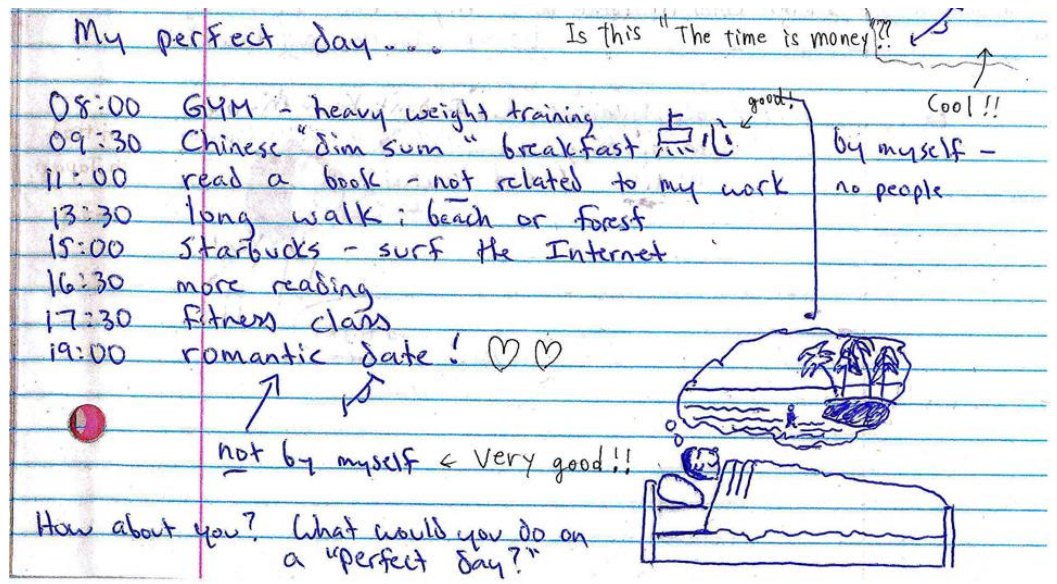 My perfect day...
Is this "The time is money"??
Cool!!
08:00 GYM - heavy weight training
good!
09:30 Chinese "dim sum" breakfast 点心
by myself -
no people
11:00 read a book - not related to my work
13:30 long walk: beach or forest
15:00 Starbucks - surf the Internet
16:30 more reading
17:30 fitness class
19:00 romantic date! ♡ ♡
not by myself ← Very good!!
How about you? What would you do on
a "perfect day?"